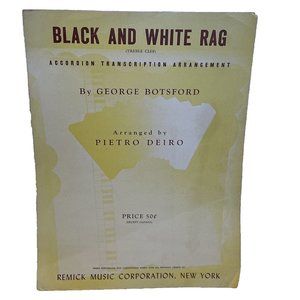 BLACK AND WHITE RAG
(TREBLE CLEF)
ACCORDION TRANSCRIPTION ARRANGEMENT
By GEORGE BOTSFORD
Arranged by
PIETRO DEIRO
PRICE 50¢
REMICK MUSIC CORPORATION, NEW YORK